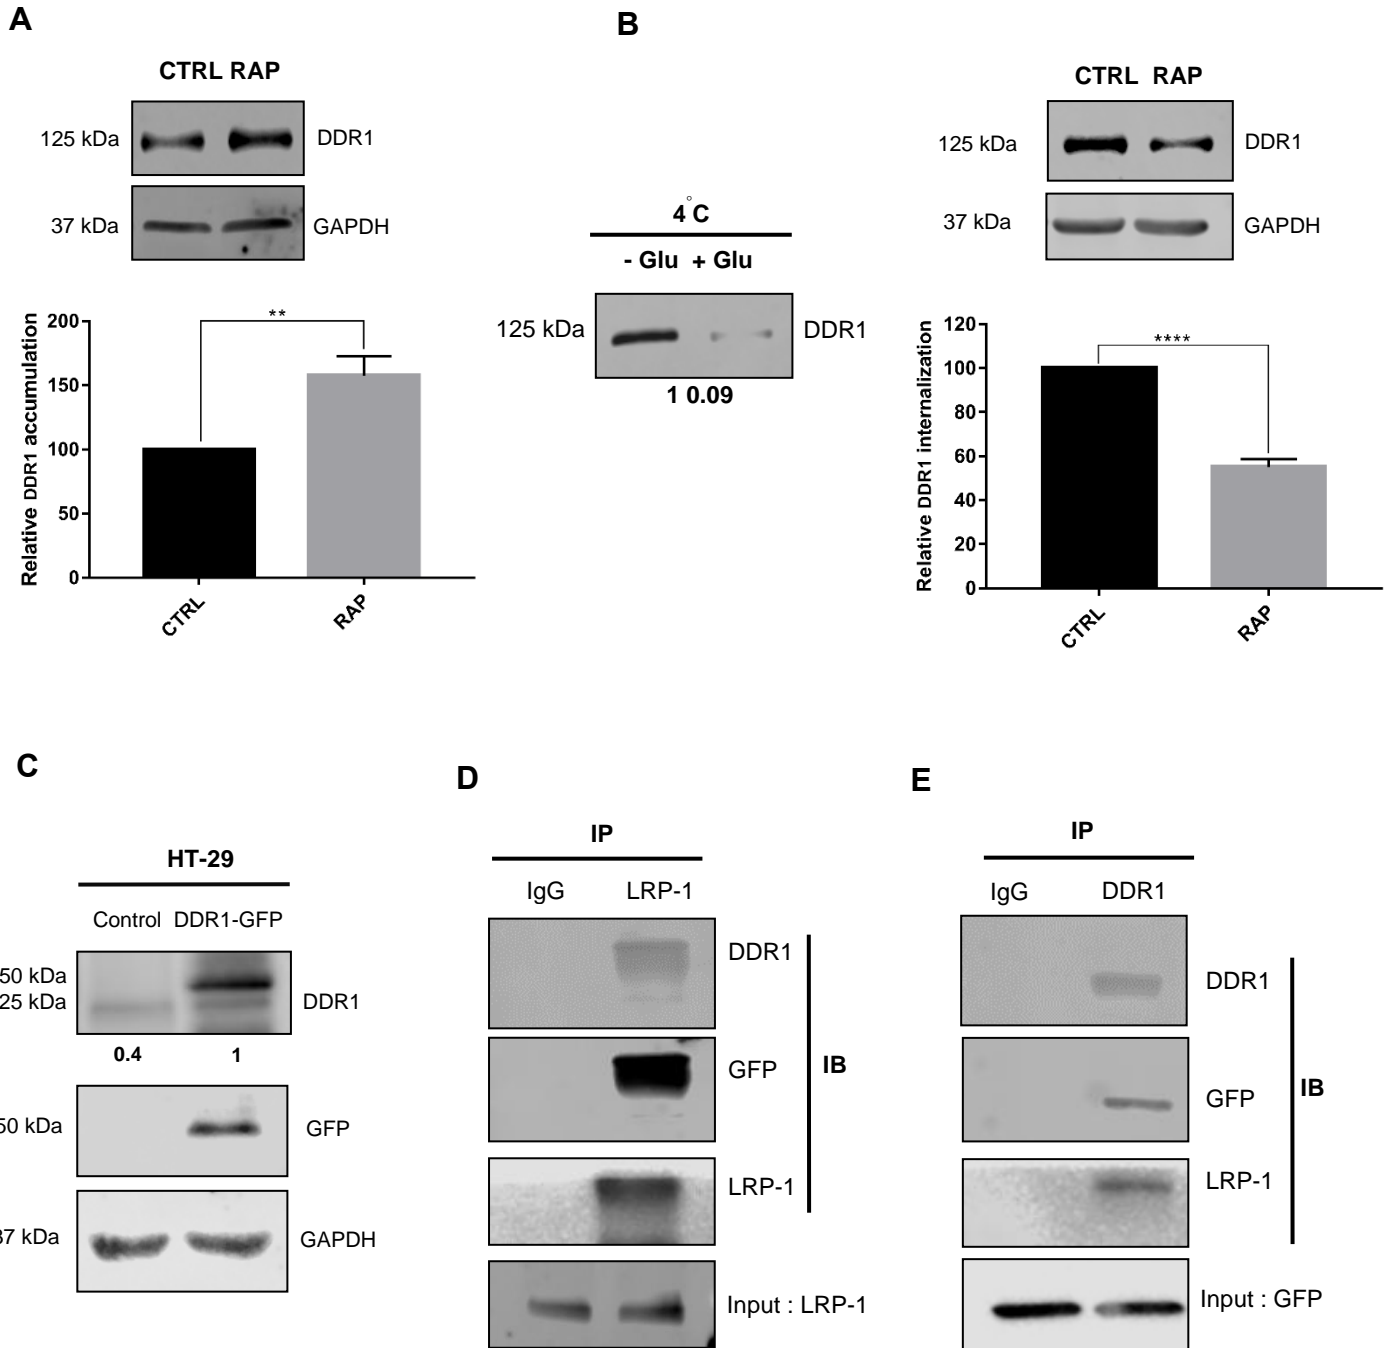 A
CTRL RAP
125 kDa
DDR1
37 kDa
GAPDH
Relative DDR1 accumulation
200
150
100
50
0
**
CTRL
RAP
B
4°C
- Glu + Glu
125 kDa
DDR1
1 0.09
CTRL RAP
125 kDa
DDR1
37 kDa
GAPDH
Relative DDR1 internalization
120
100
80
60
40
20
0
****
CTRL
RAP
C
HT-29
Control DDR1-GFP
50 kDa
25 kDa
DDR1
0.4 1
50 kDa
GFP
37 kDa
GAPDH
D
IP
IgG LRP-1
DDR1
GFP
IB
LRP-1
Input : LRP-1
E
IP
IgG DDR1
DDR1
GFP
IB
LRP-1
Input : GFP